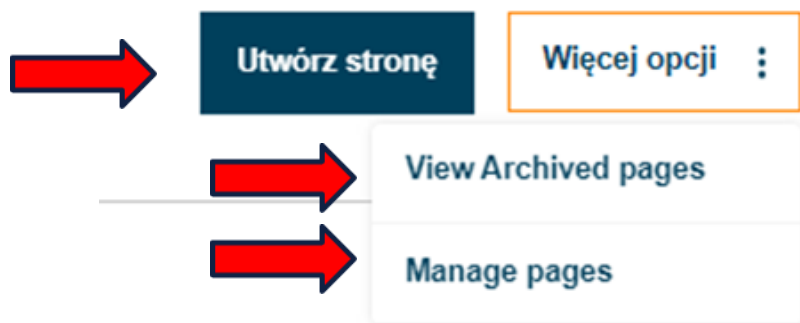 Utwórz stronę
Więcej opcji
View Archived pages
Manage pages